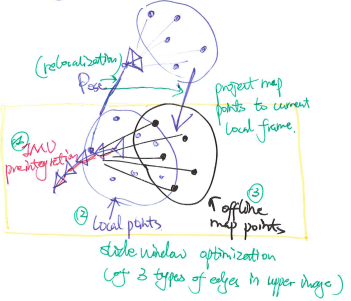 (relocalization)
Pose
project map
points to current
local frame.
① IMU
preintegration
③
② local points
↑ offline
map points
slide window optimization
(of 3 types of edges in upper image)